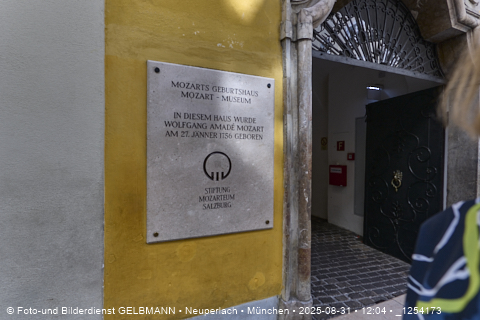 MOZARTS GEBURTSHAUS
MOZART - MUSEUM
IN DIESEM HAUS WURDE
WOLFGANG AMADÉ MOZART
AM 27. JÄNNER 1756 GEBOREN
STIFTUNG
MOZARTEUM
SALZBURG
© Foto-und Bilderdienst GELBMANN • Neuperlach • München • 2025-08-31 • 12:04 • _1254173